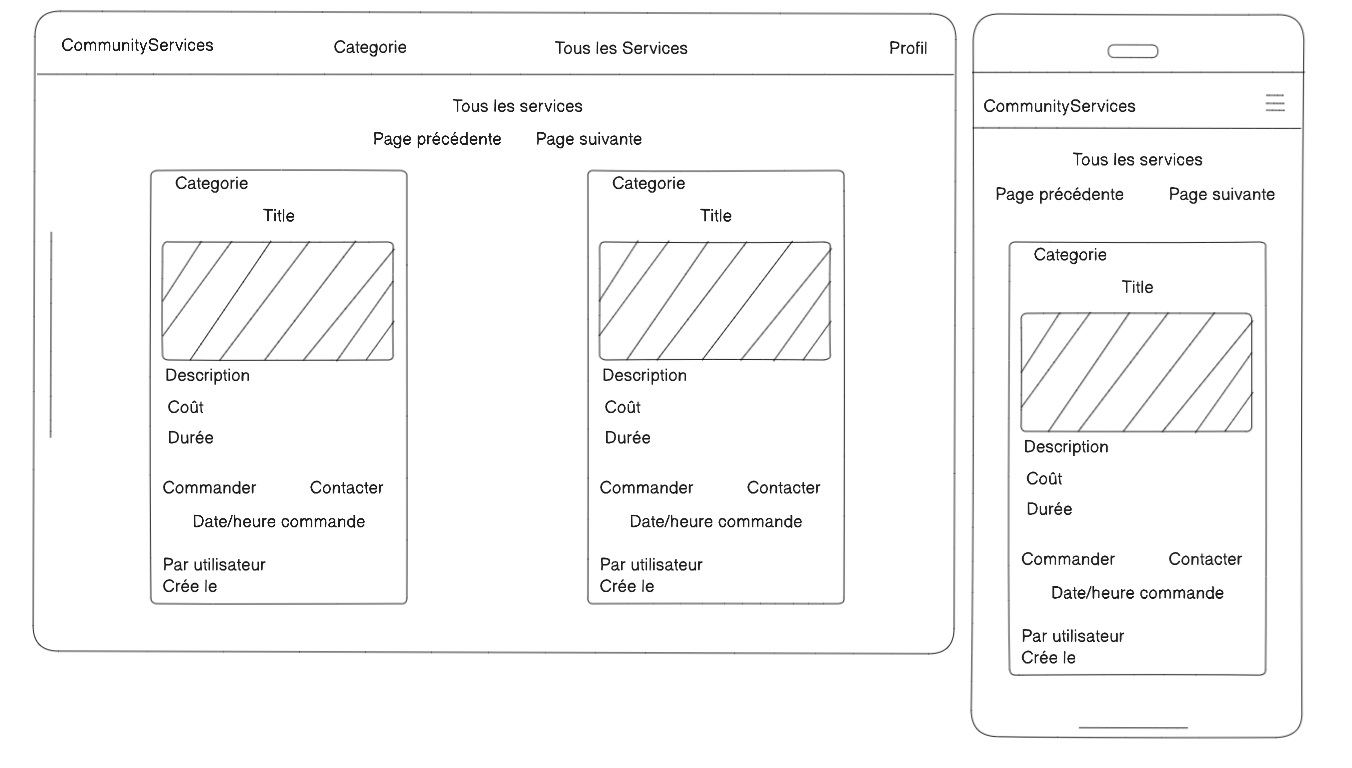 CommunityServices Categorie Tous les Services Profil
Tous les services
Page précédente Page suivante
Categorie
Title
Description
Coût
Durée
Commander Contacter
Date/heure commande
Par utilisateur
Crée le
Categorie
Title
Description
Coût
Durée
Commander Contacter
Date/heure commande
Par utilisateur
Crée le
CommunityServices
Tous les services
Page précédente Page suivante
Categorie
Title
Description
Coût
Durée
Commander Contacter
Date/heure commande
Par utilisateur
Crée le